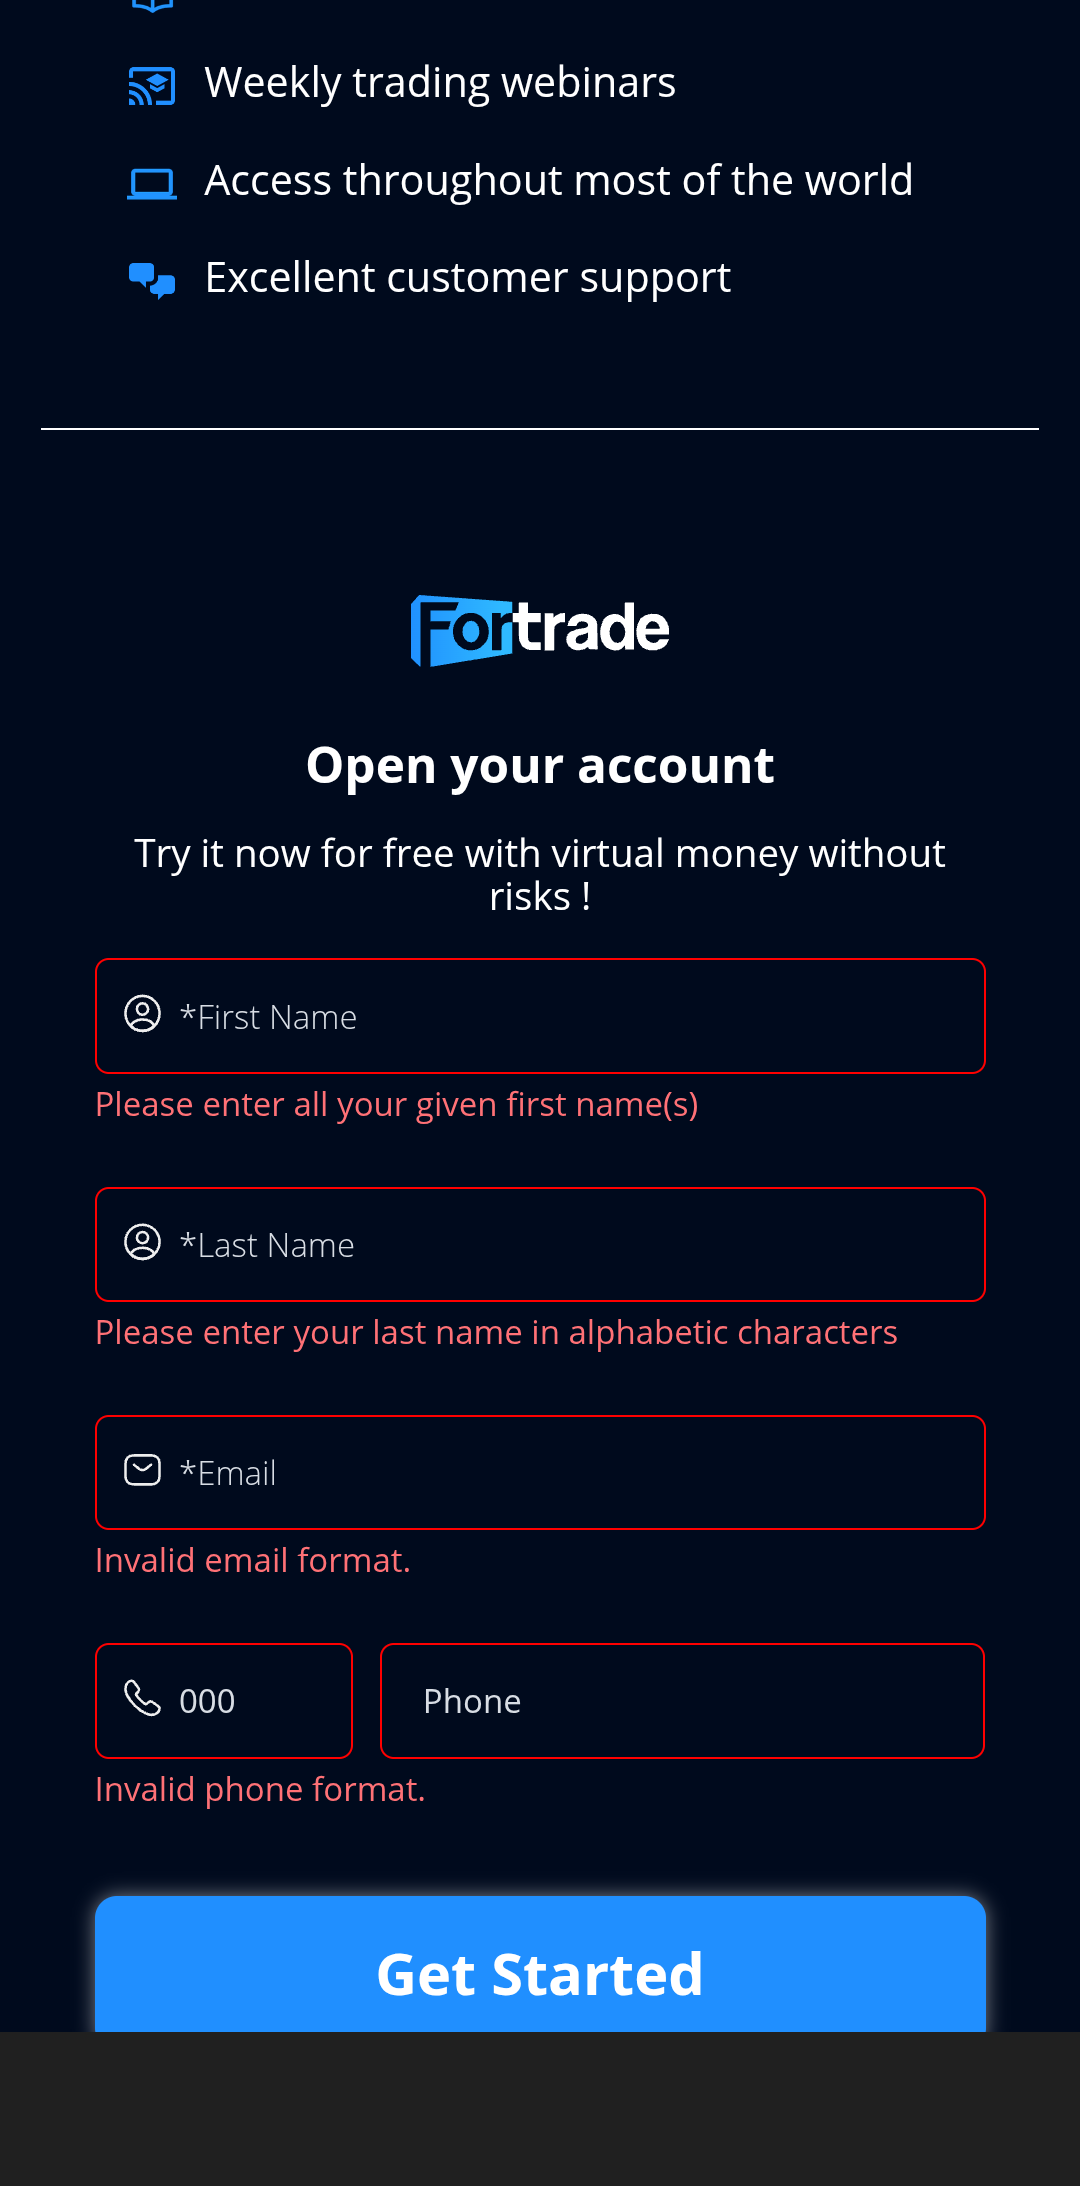 Weekly trading webinars
Access throughout most of the world
Excellent customer support
Fortrade
Open your account
Try it now for free with virtual money without
risks !
*First Name
Please enter all your given first name(s)
*Last Name
Please enter your last name in alphabetic characters
*Email
Invalid email format.
000
Phone
Invalid phone format.
Get Started